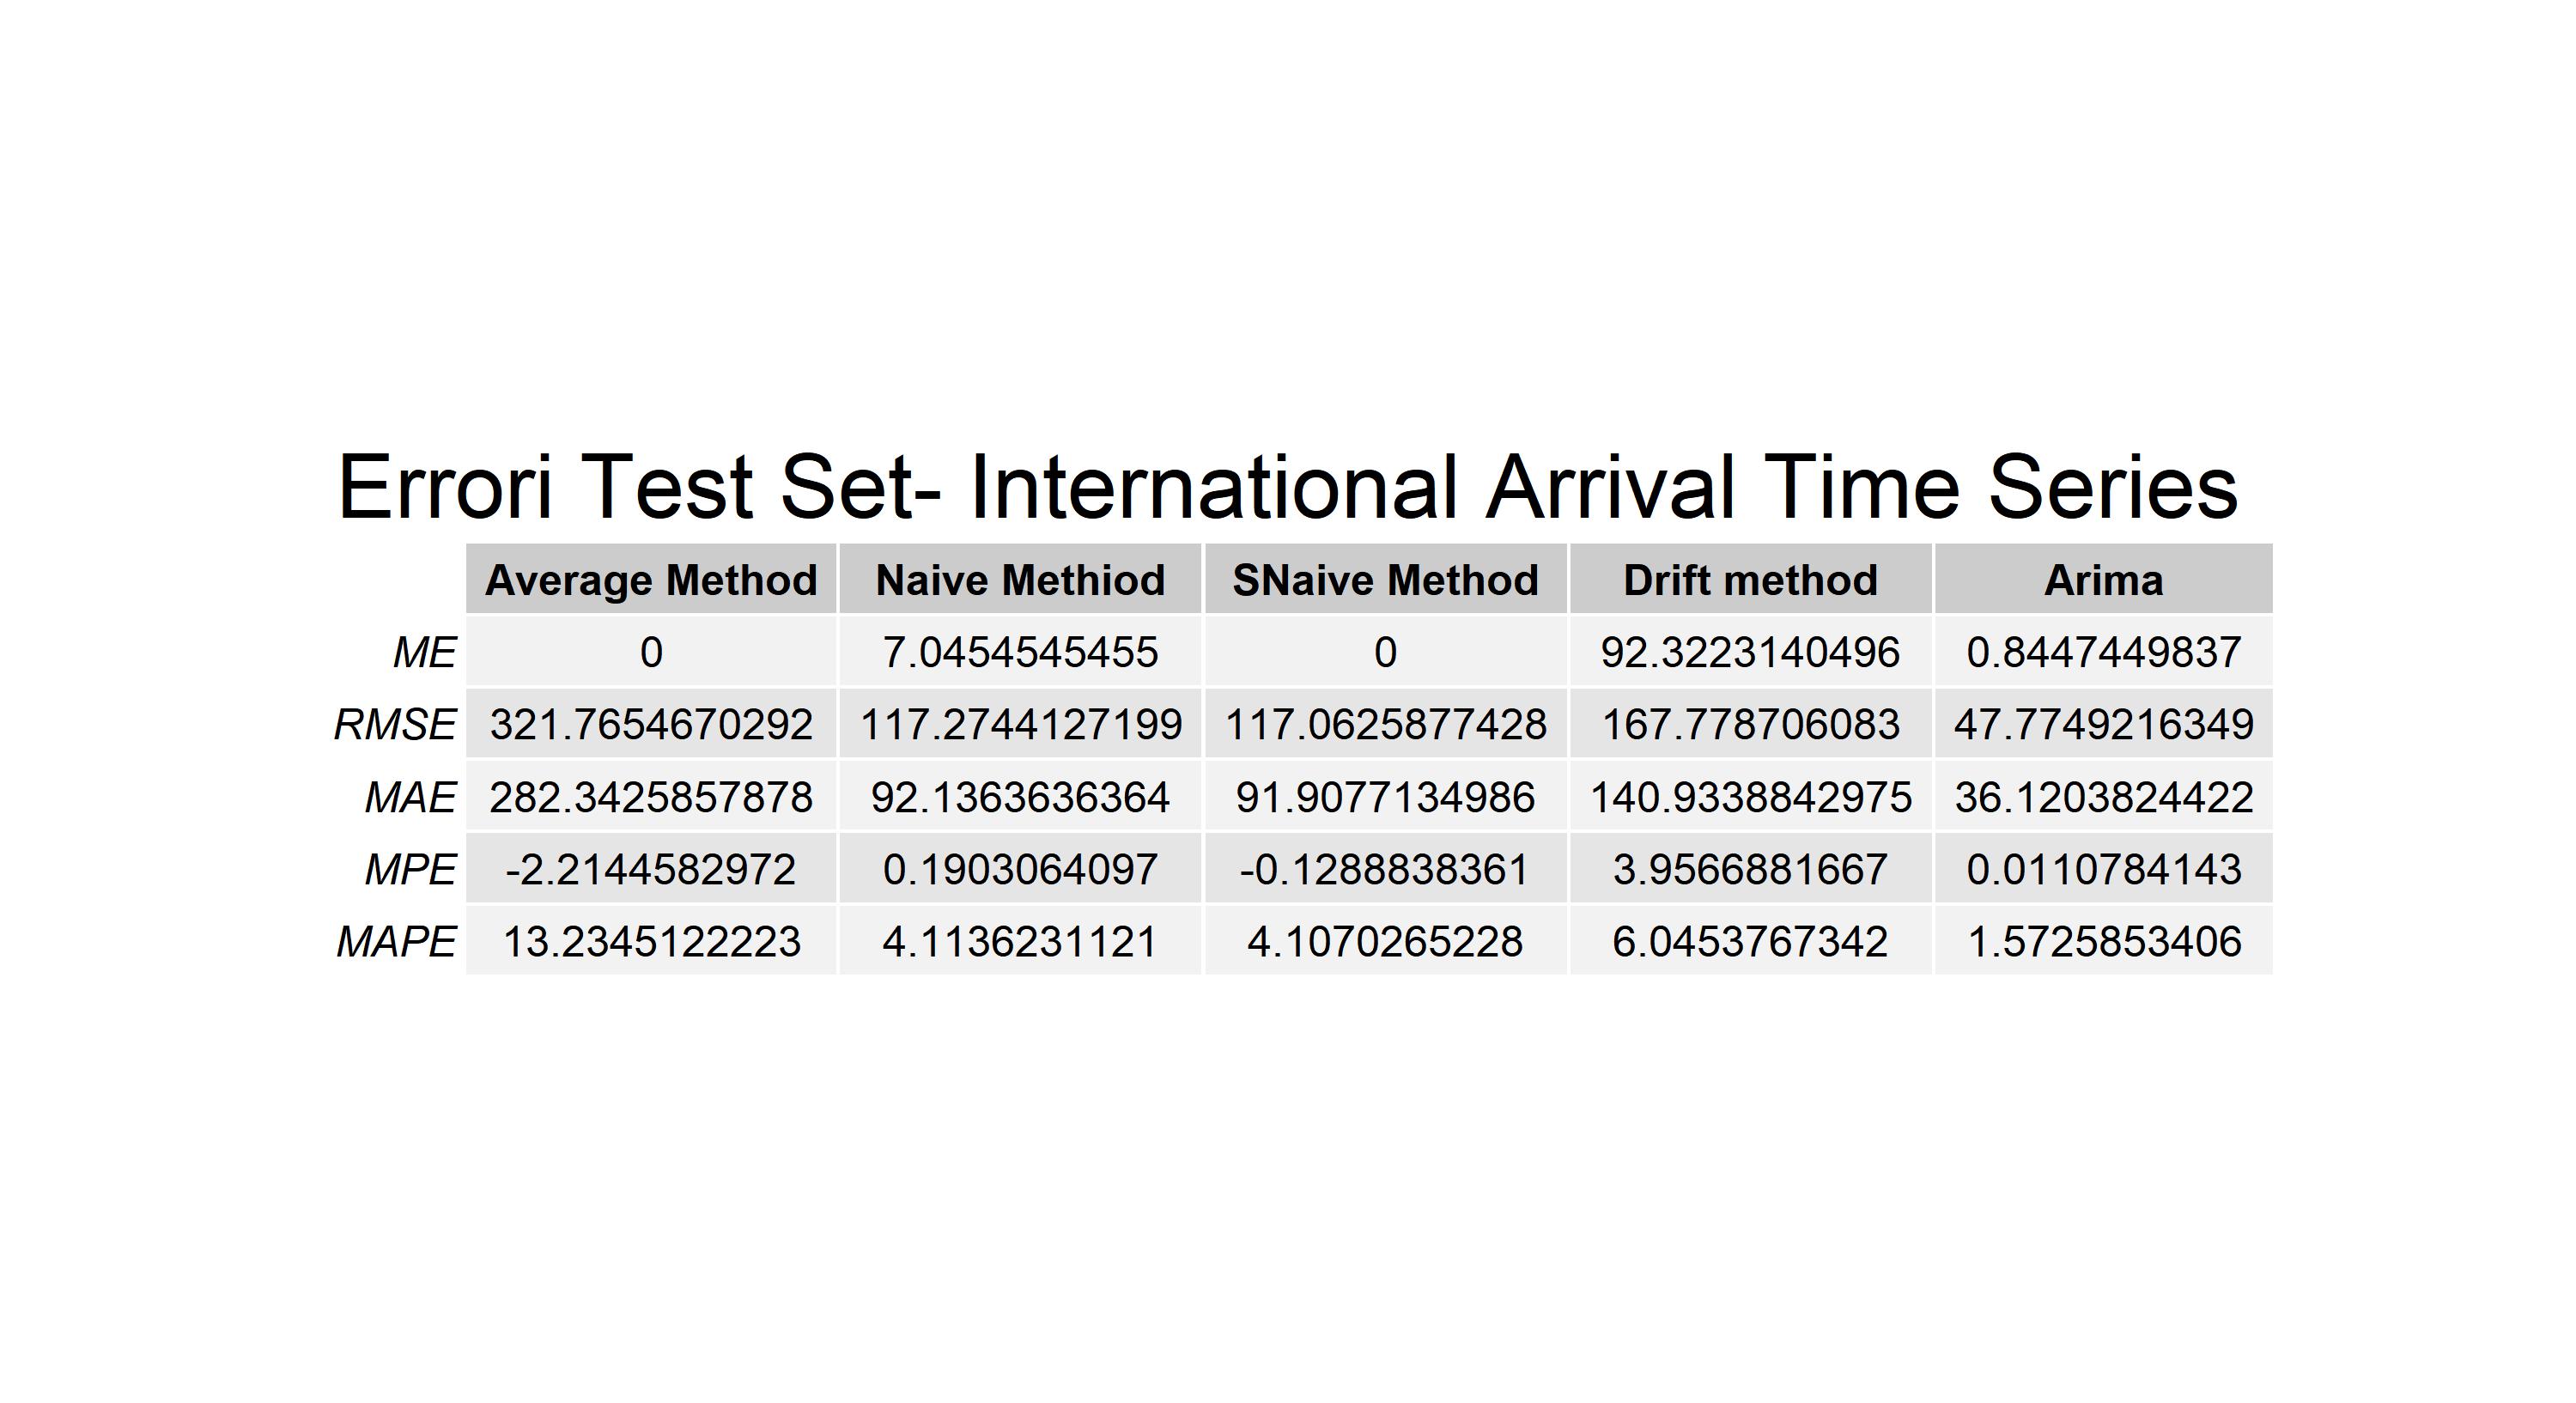 Errori Test Set- International Arrival Time Series
Average Method Naive Methiod SNaive Method Drift method Arima
ME 0 7.0454545455 0 92.3223140496 0.8447449837
RMSE 321.7654670292 117.2744127199 117.0625877428 167.778706083 47.7749216349
MAE 282.3425857878 92.1363636364 91.9077134986 140.9338842975 36.1203824422
MPE -2.2144582972 0.1903064097 -0.1288838361 3.9566881667 0.0110784143
MAPE 13.2345122223 4.1136231121 4.1070265228 6.0453767342 1.5725853406